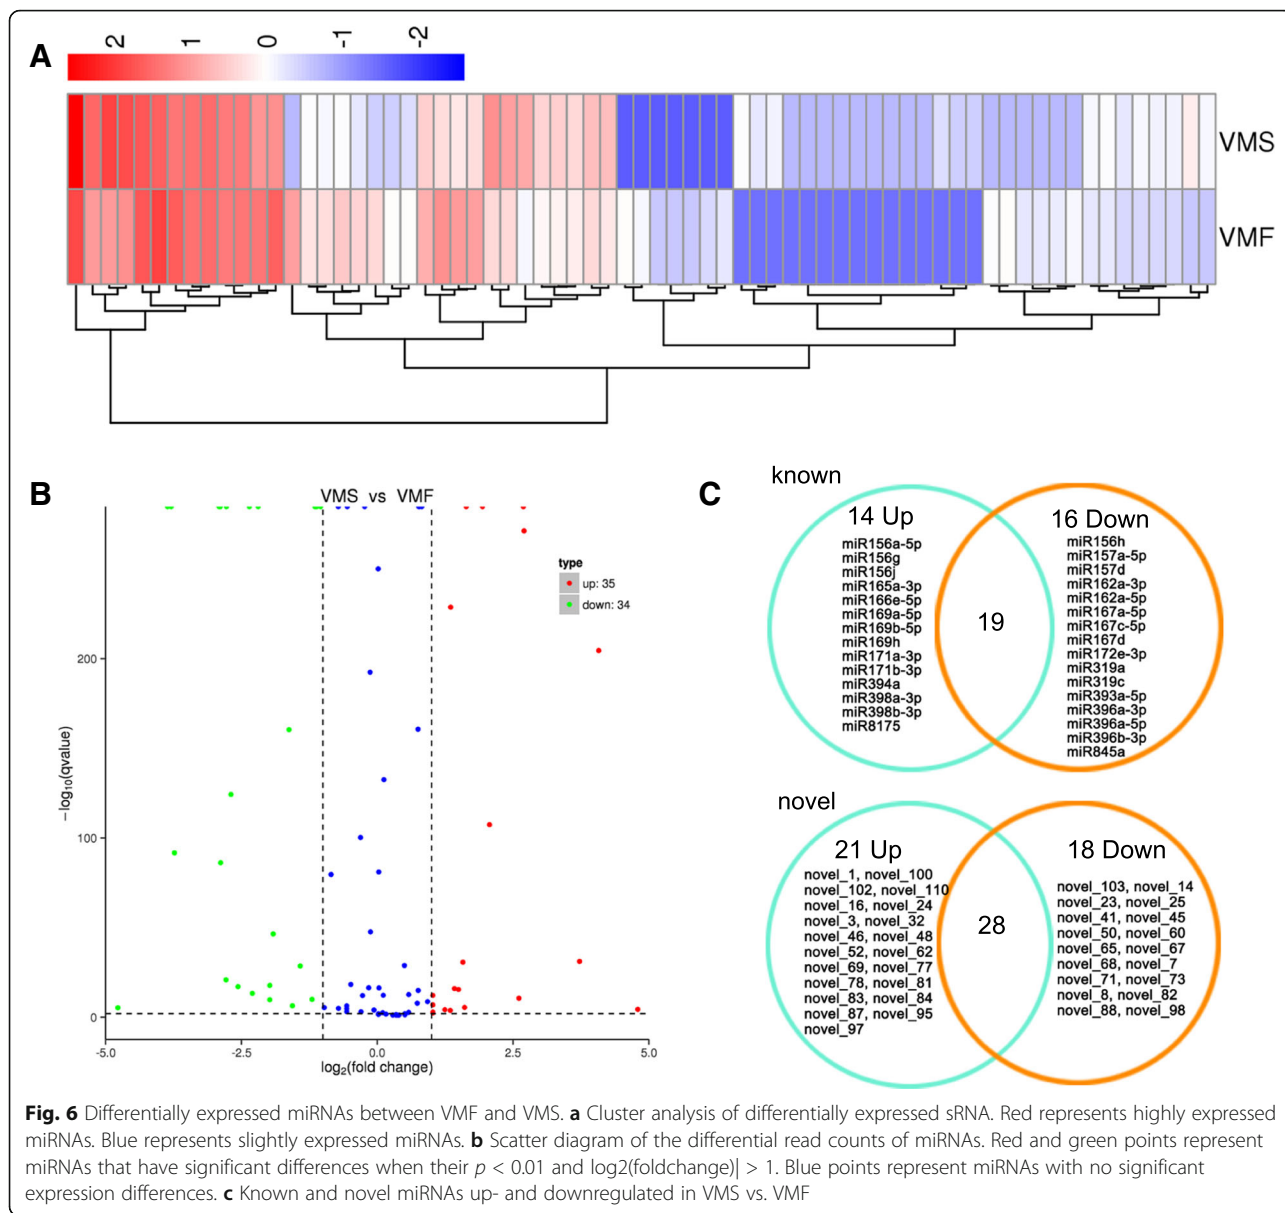 A
2 1 0 -1 -2
VMS
VMF
B
VMS vs VMF
type
up: 35
down: 34
200
100
0
−log10(qvalue)
-5.0 -2.5 0.0 2.5 5.0
log2(fold change)
C
known
14 Up
miR156a-5p
miR156g
miR156j
miR165a-3p
miR166e-5p
miR169a-5p
miR169b-5p
miR169h
miR171a-3p
miR171b-3p
miR394a
miR398a-3p
miR398b-3p
miR8175
19
16 Down
miR156h
miR157a-5p
miR157d
miR162a-3p
miR162a-5p
miR167a-5p
miR167c-5p
miR167d
miR172e-3p
miR319a
miR319c
miR393a-5p
miR396a-3p
miR396a-5p
miR396b-3p
miR845a
novel
21 Up
novel_1, novel_100
novel_102, novel_110
novel_16, novel_24
novel_3, novel_32
novel_46, novel_48
novel_52, novel_62
novel_69, novel_77
novel_78, novel_81
novel_83, novel_84
novel_87, novel_95
novel_97
28
18 Down
novel_103, novel_14
novel_23, novel_25
novel_41, novel_45
novel_50, novel_60
novel_65, novel_67
novel_68, novel_7
novel_71, novel_73
novel_8, novel_82
novel_88, novel_98
Fig. 6 Differentially expressed miRNAs between VMF and VMS. a Cluster analysis of differentially expressed sRNA. Red represents highly expressed
miRNAs. Blue represents slightly expressed miRNAs. b Scatter diagram of the differential read counts of miRNAs. Red and green points represent
miRNAs that have significant differences when their p < 0.01 and log2(foldchange)| > 1. Blue points represent miRNAs with no significant
expression differences. c Known and novel miRNAs up- and downregulated in VMS vs. VMF